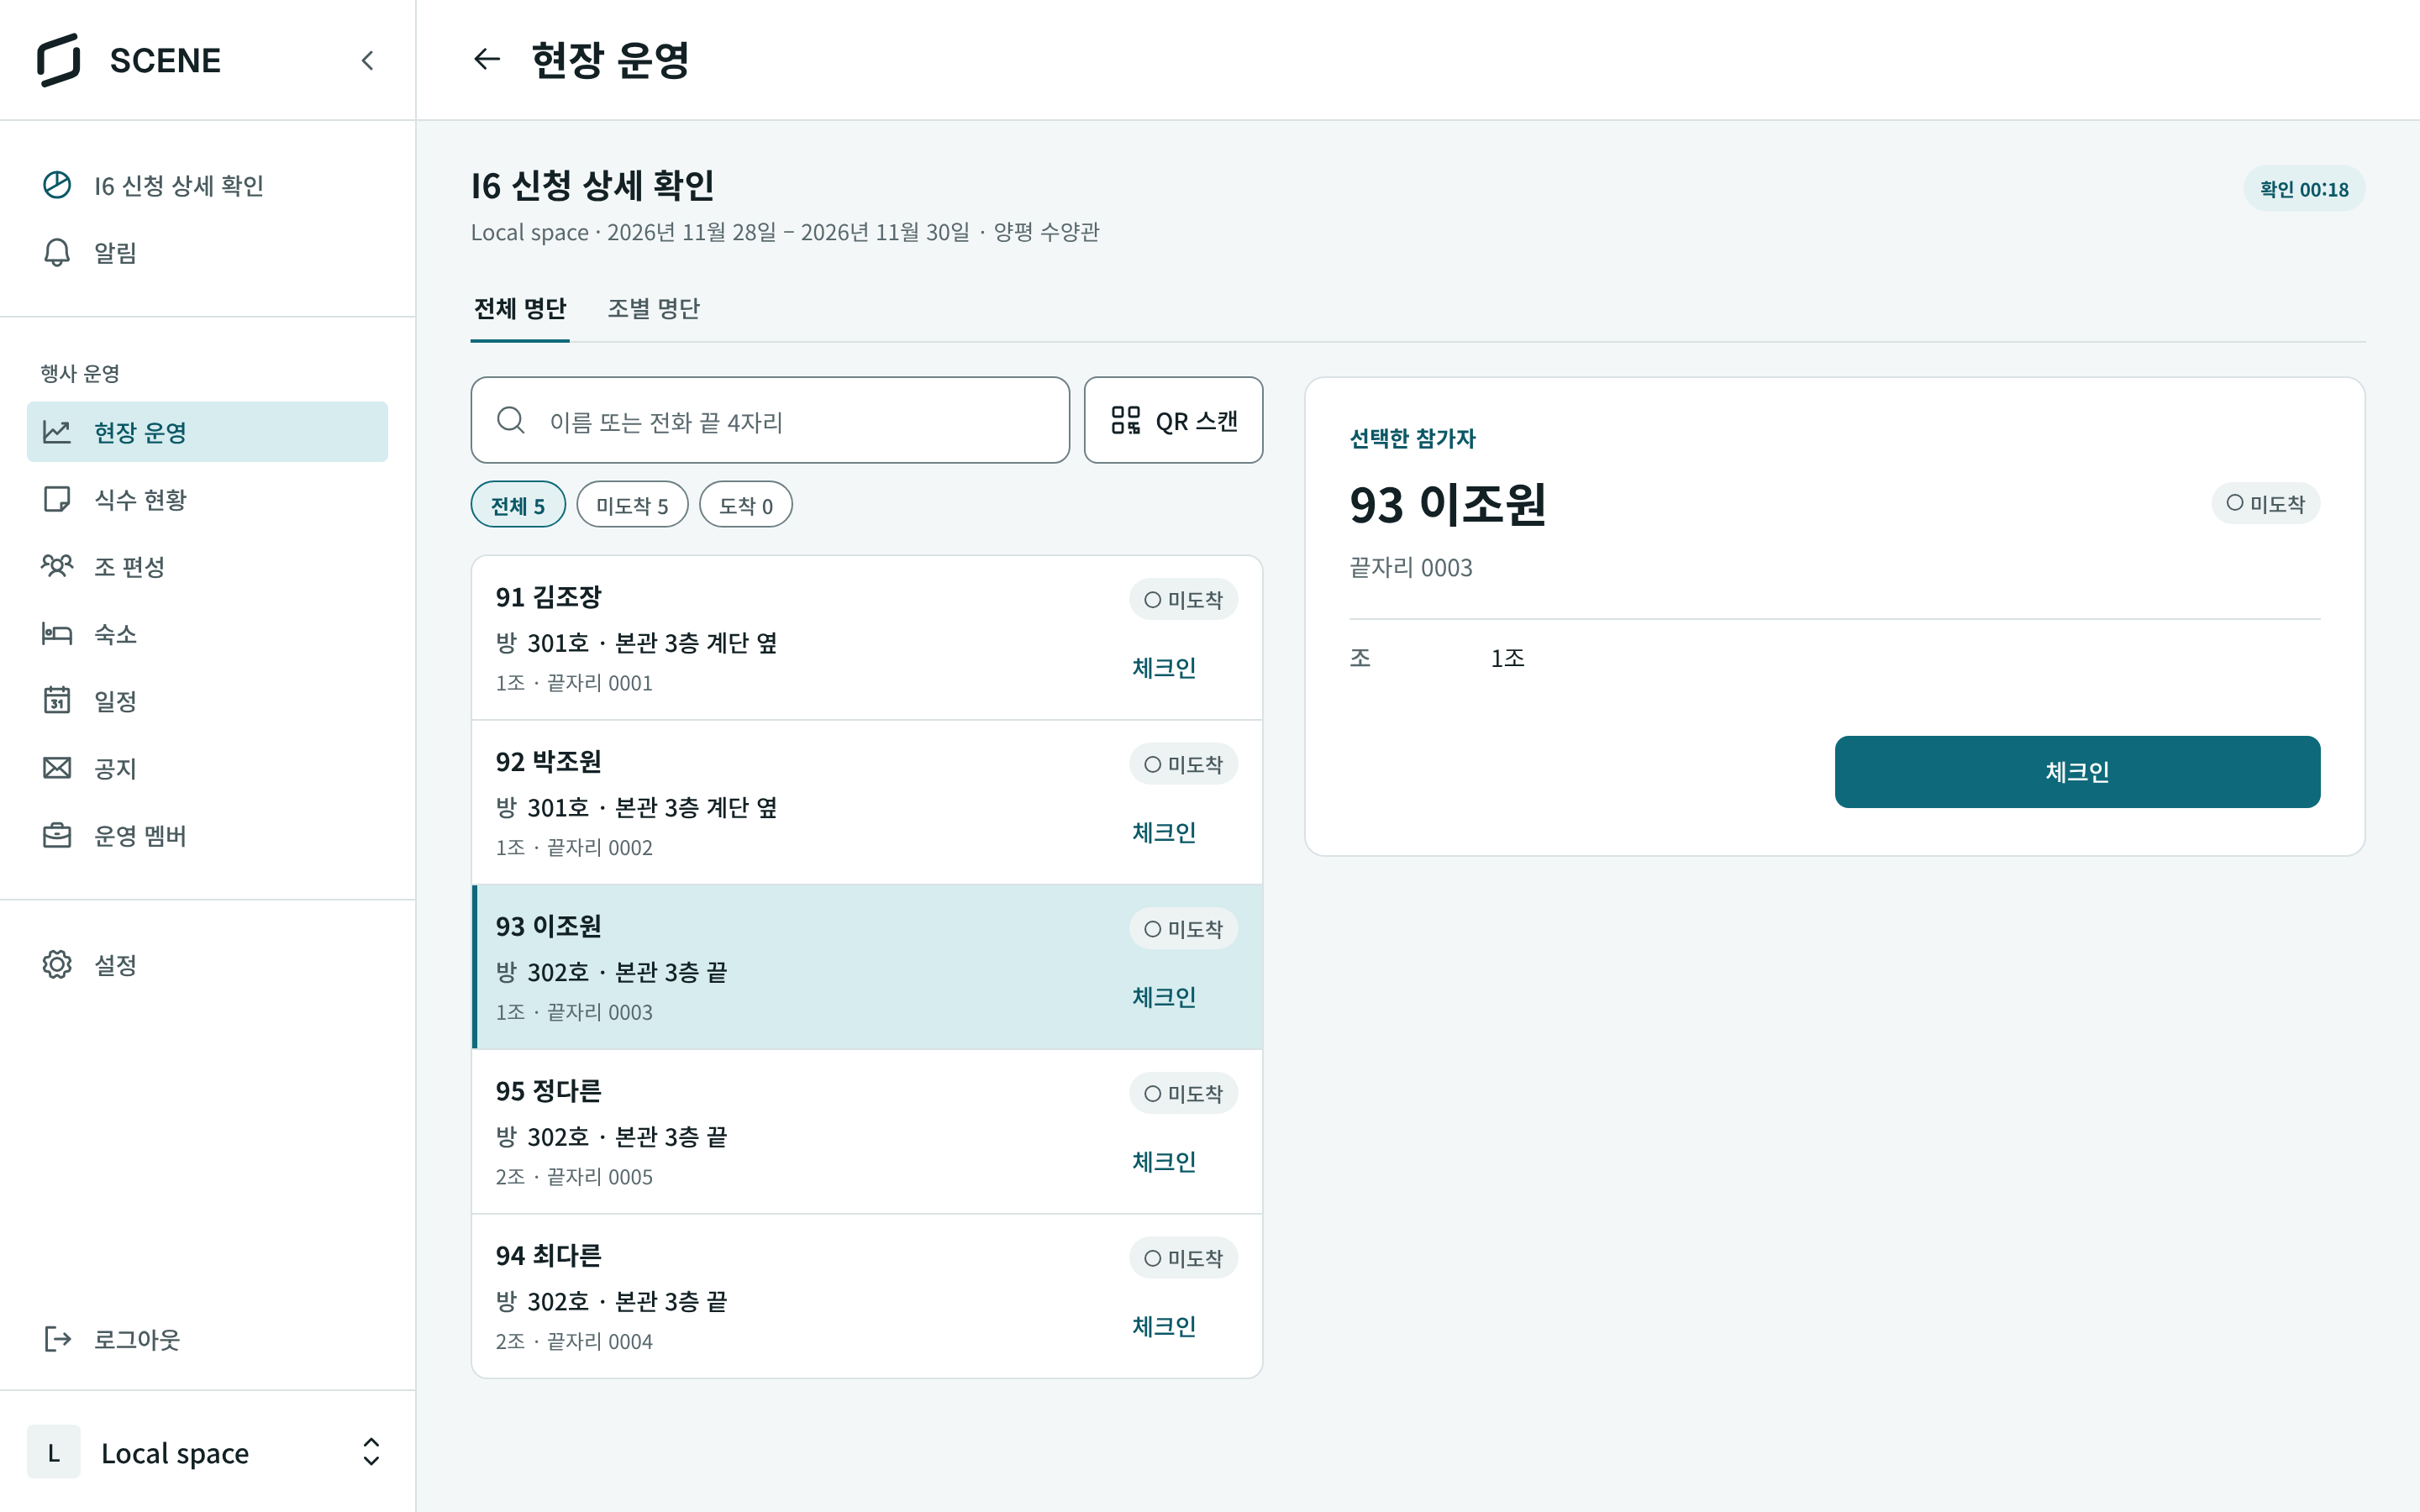 SCENE
현장 운영
I6 신청 상세 확인
알림
행사 운영
현장 운영
식수 현황
조 편성
숙소
31
일정
공지
운영 멤버
설정
로그아웃
L
Local space
I6 신청 상세 확인
확인 00:18
Local space · 2026년 11월 28일 – 2026년 11월 30일 · 양평 수양관
전체 명단
조별 명단
이름 또는 전화 끝 4자리
QR 스캔
전체 5
미도착 5
도착 0
91 김조장
미도착
방 301호 · 본관 3층 계단 옆
체크인
1조 · 끝자리 0001
92 박조원
미도착
방 301호 · 본관 3층 계단 옆
체크인
1조 · 끝자리 0002
93 이조원
미도착
방 302호 · 본관 3층 끝
체크인
1조 · 끝자리 0003
95 정다른
미도착
방 302호 · 본관 3층 끝
체크인
2조 · 끝자리 0005
94 최다른
미도착
방 302호 · 본관 3층 끝
체크인
2조 · 끝자리 0004
선택한 참가자
93 이조원
미도착
끝자리 0003
조 1조
체크인